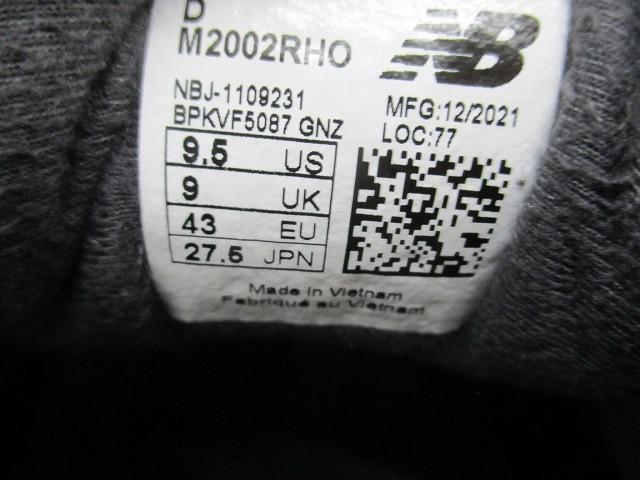 D
M2002RHO
NB
NBJ-1109231
BPKVF5087 GNZ
MFG:12/2021
LOC:77
9.5 US
9 UK
43 EU
27.5 JPN
Made in Vietnam
Fabriqué au Vietnam